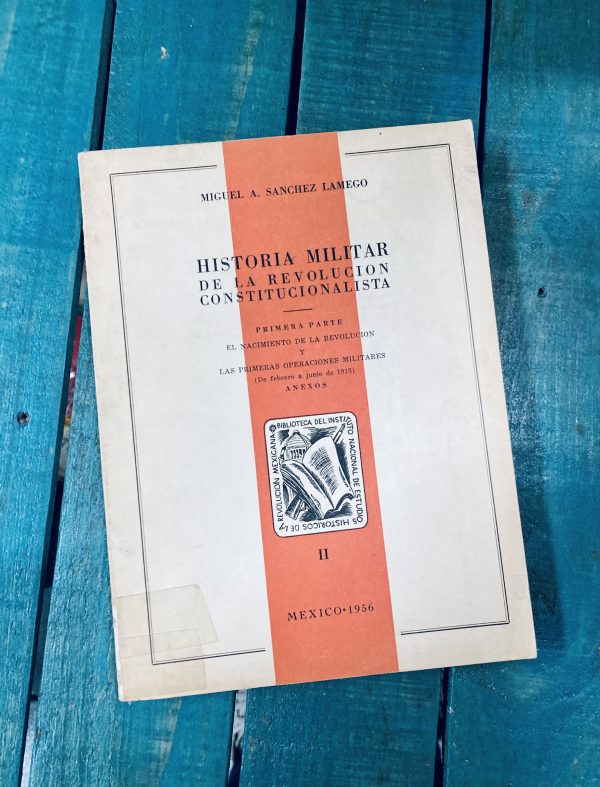 MIGUEL A. SANCHEZ LAMEGO
HISTORIA MILITAR
DE LA REVOLUCION
CONSTITUCIONALISTA
PRIMERA PARTE
EL NACIMIENTO DE LA REVOLUCION
Y
LAS PRIMERAS OPERACIONES MILITARES
(De febrero a junio de 1913)
ANEXOS
BIBLIOTECA DEL INSTITUTO NACIONAL DE ESTUDIOS HISTORICOS DE LA REVOLUCION MEXICANA
II
MEXICO • 1956